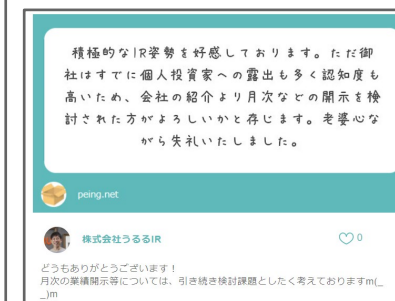 積極的なIR姿勢を好感しております。ただ御
社はすでに個人投資家への露出も多く認知度も
高いため、会社の紹介より月次などの開示を検
討された方がよろしいかと存じます。老婆心な
がら失礼いたしました。
peing.net
株式会社うるるIR
0
どうもありがとうございます！
月次の業績開示等については、引き続き検討課題としたく考えておりますm(_
_)m